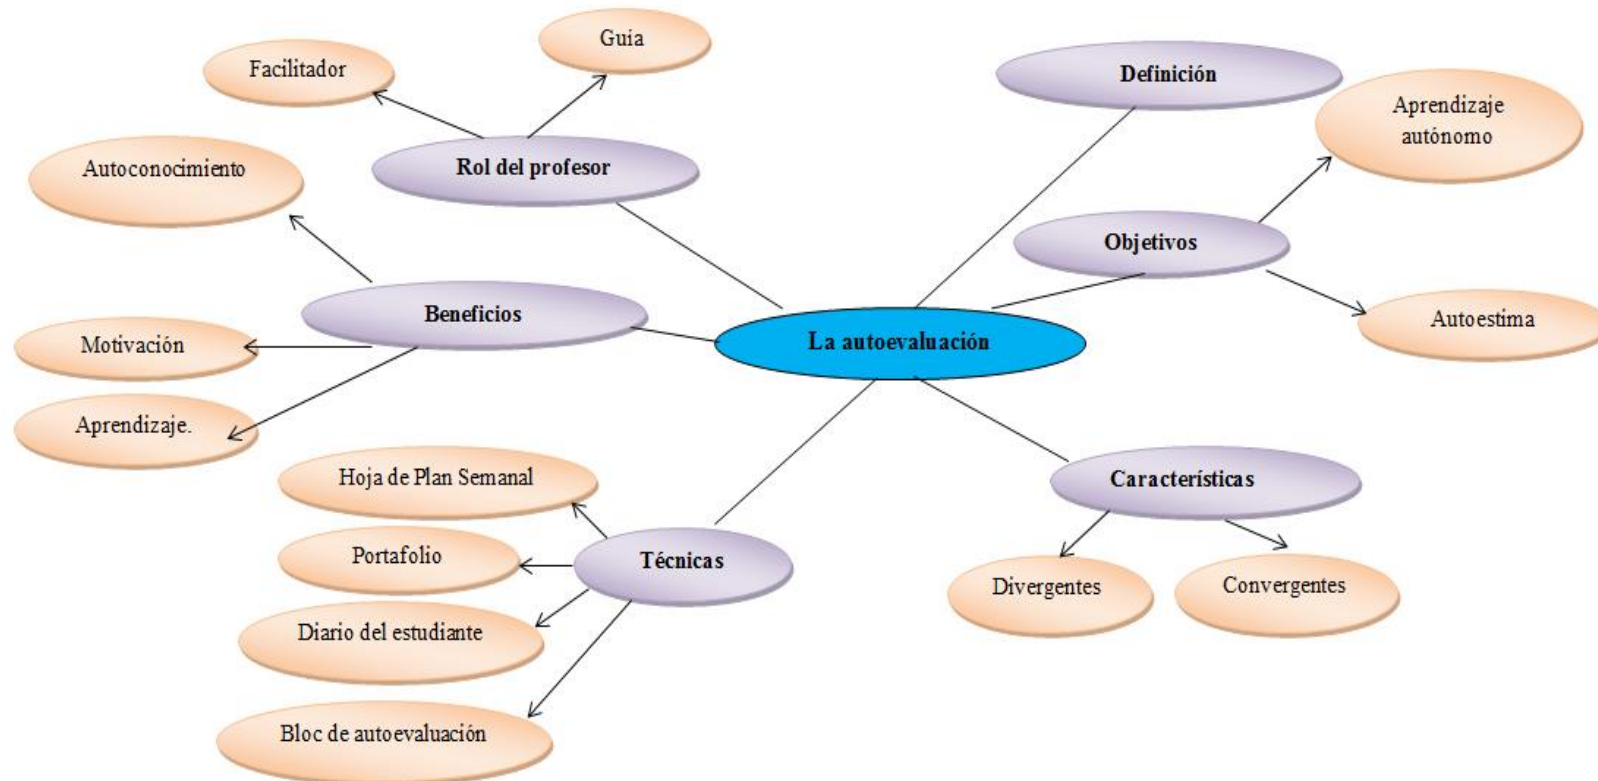 Guia
Facilitador
Definición
Aprendizaje
autónomo
Rol del profesor
Autoconocimiento
Objetivos
Beneficios
Autoestima
La autoevaluación
Motivación
Aprendizaje.
Hoja de Plan Semanal
Características
Portafolio
Técnicas
Divergentes
Convergentes
Diario del estudiante
Bloc de autoevaluación